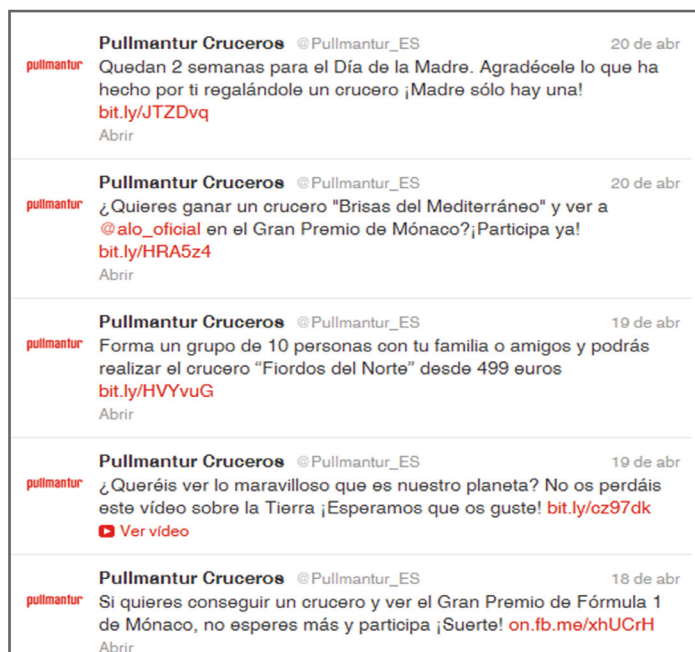 Pullmantur Cruceros @Pullmantur_ES 20 de abr
pullmantur Quedan 2 semanas para el Día de la Madre. Agradécele lo que ha
hecho por ti regalándole un crucero ¡Madre sólo hay una!
bit.ly/JTZDvq
Abrir
Pullmantur Cruceros @Pullmantur_ES 20 de abr
pullmantur ¿Quieres ganar un crucero "Brisas del Mediterráneo" y ver a
@alo_oficial en el Gran Premio de Mónaco?¡Participa ya!
bit.ly/HRA5z4
Abrir
Pullmantur Cruceros @Pullmantur_ES 19 de abr
pullmantur Forma un grupo de 10 personas con tu familia o amigos y podrás
realizar el crucero “Fiordos del Norte” desde 499 euros
bit.ly/HVYvuG
Abrir
Pullmantur Cruceros @Pullmantur_ES 19 de abr
pullmantur ¿Queréis ver lo maravilloso que es nuestro planeta? No os perdáis
este vídeo sobre la Tierra ¡Esperamos que os guste! bit.ly/cz97dk
Ver vídeo
Pullmantur Cruceros @Pullmantur_ES 18 de abr
pullmantur Si quieres conseguir un crucero y ver el Gran Premio de Fórmula 1
de Mónaco, no esperes más y participa ¡Suerte! on.fb.me/xhUCrH
Abrir